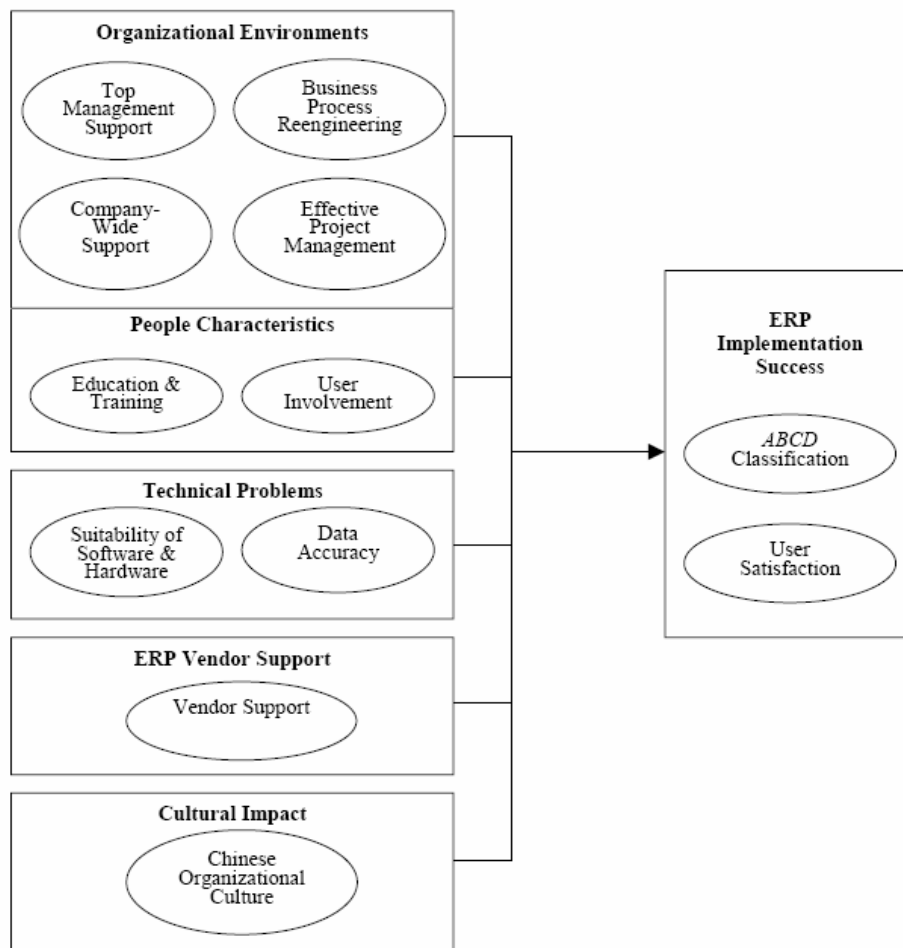 Organizational Environments
Top
Management
Support
Business
Process
Reengineering
Company-
Wide
Support
Effective
Project
Management
People Characteristics
Education &
Training
User
Involvement
Technical Problems
Suitability of
Software &
Hardware
Data
Accuracy
ERP Vendor Support
Vendor Support
Cultural Impact
Chinese
Organizational
Culture
ERP
Implementation
Success
ABCD
Classification
User
Satisfaction